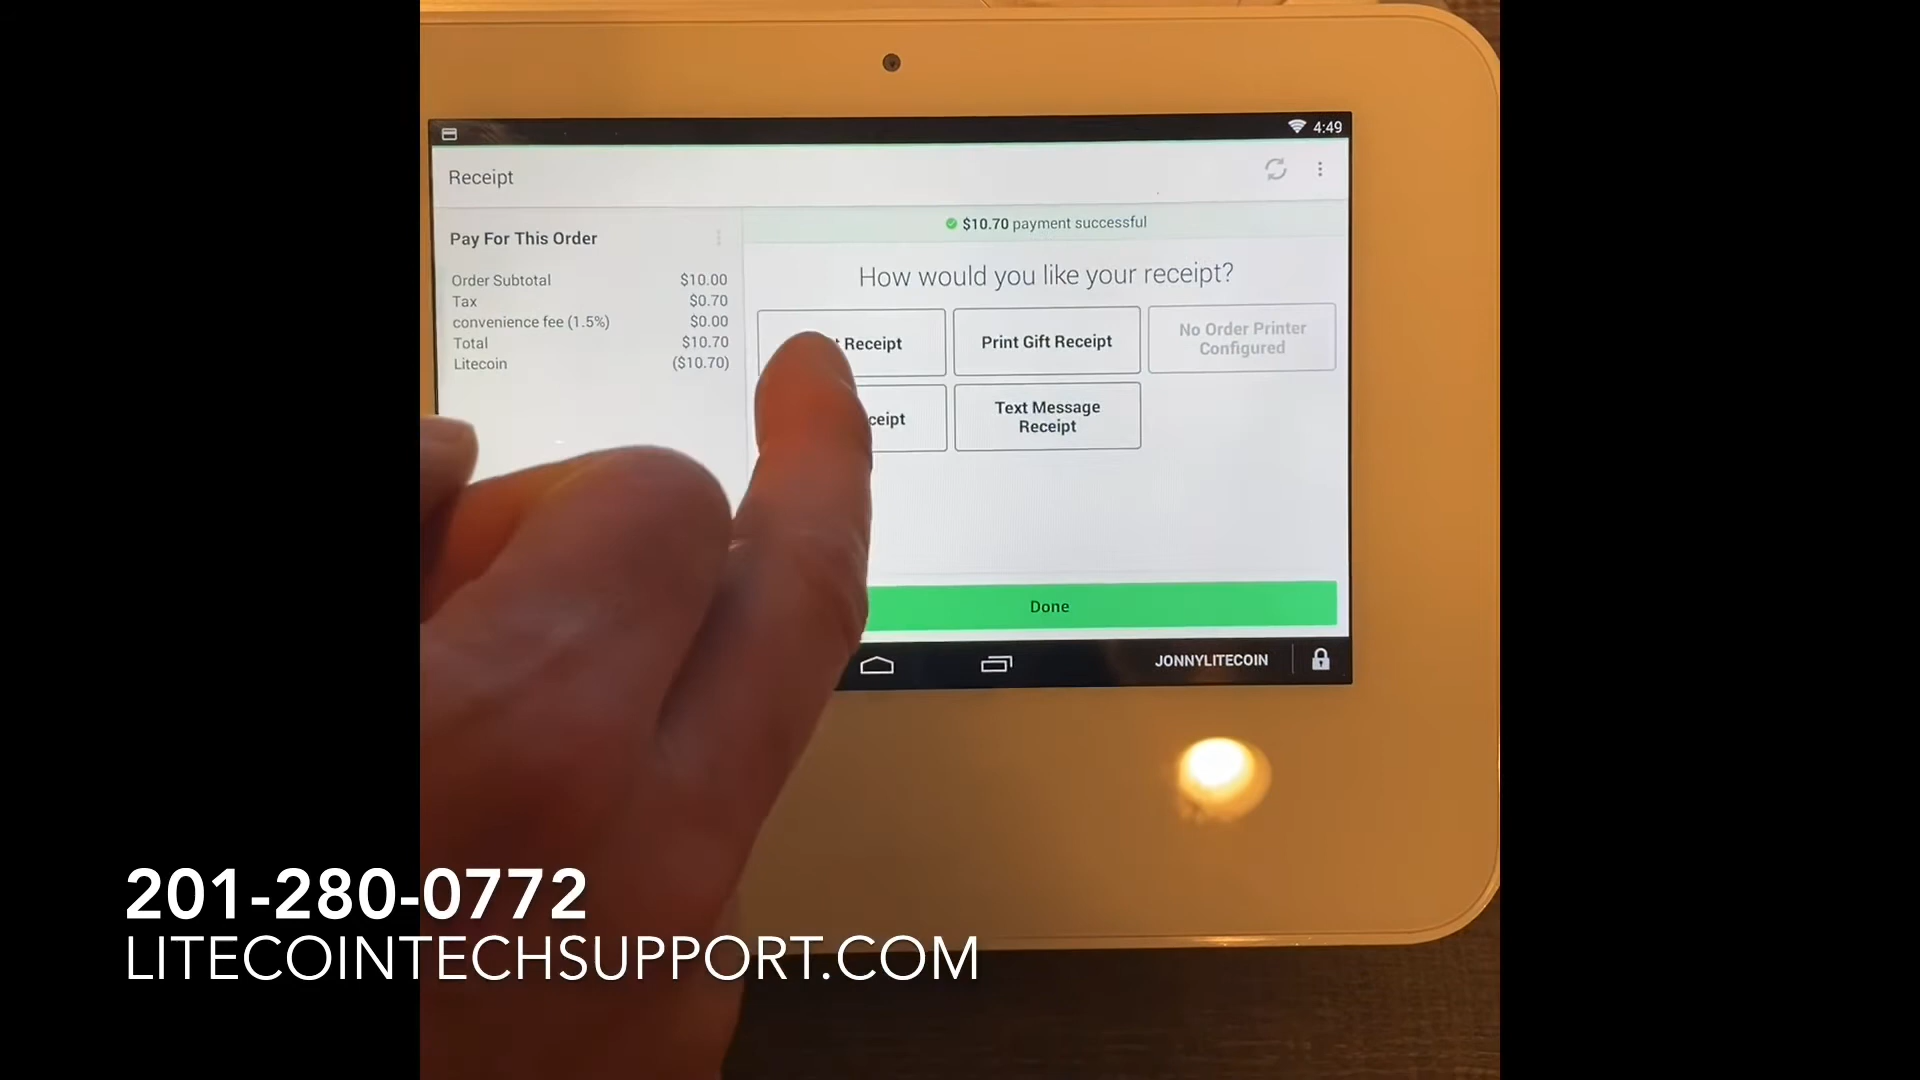 4:49
Receipt
Pay For This Order
Order Subtotal $10.00
Tax $0.70
convenience fee (1.5%) $0.00
Total $10.70
Litecoin ($10.70)
$10.70 payment successful
How would you like your receipt?
Receipt
Print Gift Receipt
No Order Printer
Configured
Text Message
Receipt
Done
JONNYLITECOIN
201-280-0772
LITECOINTECHSUPPORT.COM